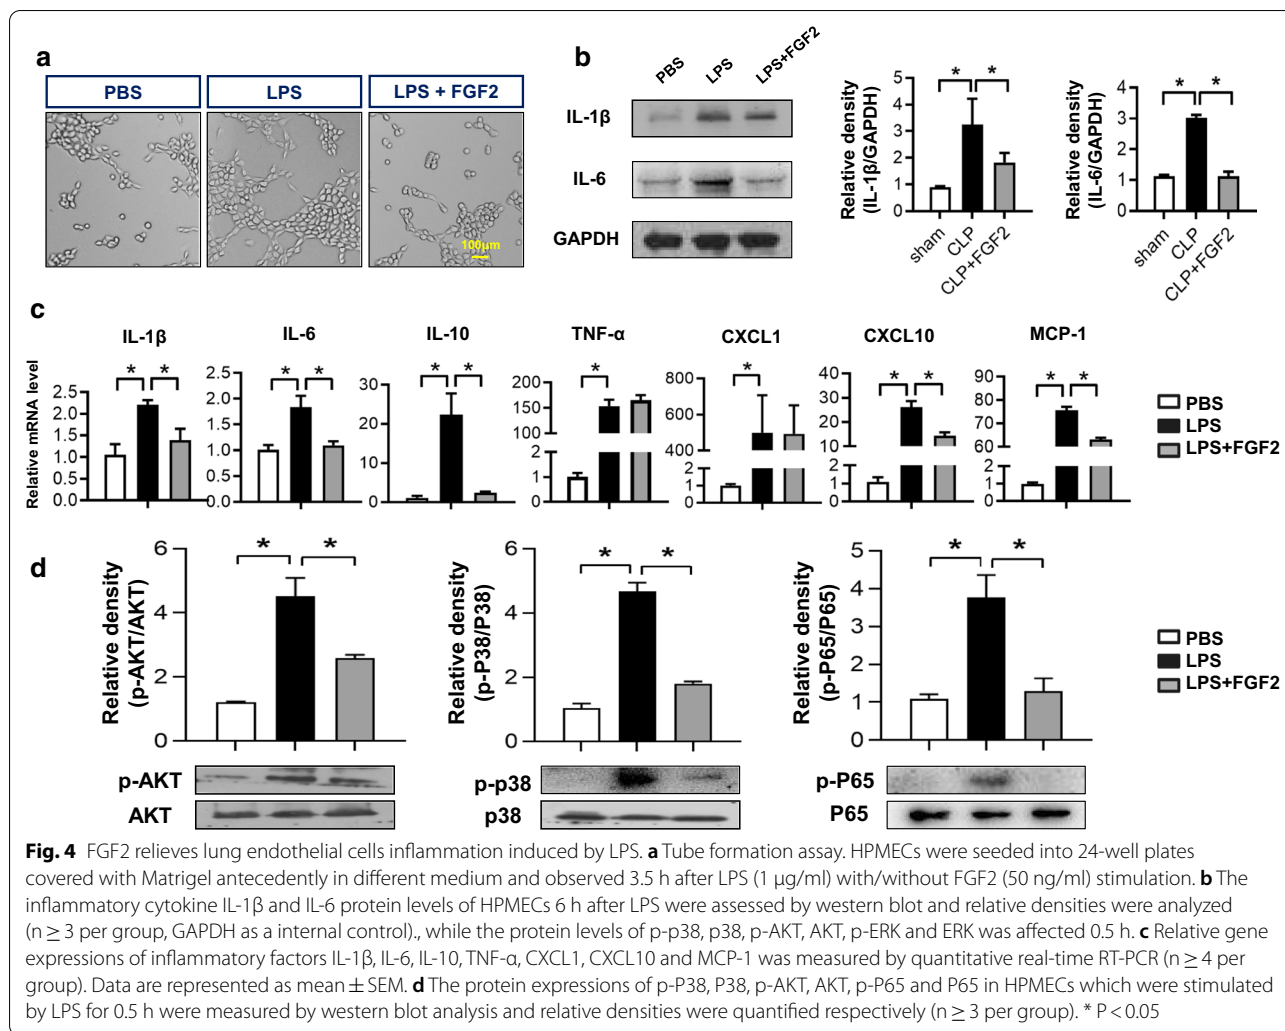 a
PBS
LPS
LPS + FGF2
100μm
b
PBS
LPS
LPS+FGF2
IL-1β
IL-6
GAPDH
Relative density
(IL-1β/GAPDH)
5
4
3
2
1
0
* *
sham
CLP
CLP+FGF2
Relative density
(IL-6/GAPDH)
4
3
2
1
0
* *
sham
CLP
CLP+FGF2
c
Relative mRNA level
IL-1β
* *
2.5
2.0
1.5
1.0
0.5
0.0
IL-6
* *
2.5
2.0
1.5
1.0
0.5
0.0
IL-10
* *
30
20
10
0
TNF-α
*
150
100
150
200
2
1
0
CXCL1
*
800
600
400
2
1
0
CXCL10
* *
40
30
20
10
2
1
0
MCP-1
* *
90
80
70
60
2
1
0
PBS
LPS
LPS+FGF2
d
Relative density
(p-AKT/AKT)
6
4
2
0
* *
p-AKT
AKT
Relative density
(p-P38/P38)
6
4
2
0
* *
p-p38
p38
Relative density
(p-P65/P65)
5
4
3
2
1
0
* *
p-P65
P65
PBS
LPS
LPS+FGF2
Fig. 4 FGF2 relieves lung endothelial cells inflammation induced by LPS. a Tube formation assay. HPMECs were seeded into 24-well plates
covered with Matrigel antecedently in different medium and observed 3.5 h after LPS (1 μg/ml) with/without FGF2 (50 ng/ml) stimulation. b The
inflammatory cytokine IL-1β and IL-6 protein levels of HPMECs 6 h after LPS were assessed by western blot and relative densities were analyzed
(n ≥ 3 per group, GAPDH as a internal control)., while the protein levels of p-p38, p38, p-AKT, AKT, p-ERK and ERK was affected 0.5 h. c Relative gene
expressions of inflammatory factors IL-1β, IL-6, IL-10, TNF-α, CXCL1, CXCL10 and MCP-1 was measured by quantitative real-time RT-PCR (n ≥ 4 per
group). Data are represented as mean ± SEM. d The protein expressions of p-P38, P38, p-AKT, AKT, p-P65 and P65 in HPMECs which were stimulated
by LPS for 0.5 h were measured by western blot analysis and relative densities were quantified respectively (n ≥ 3 per group). * P < 0.05